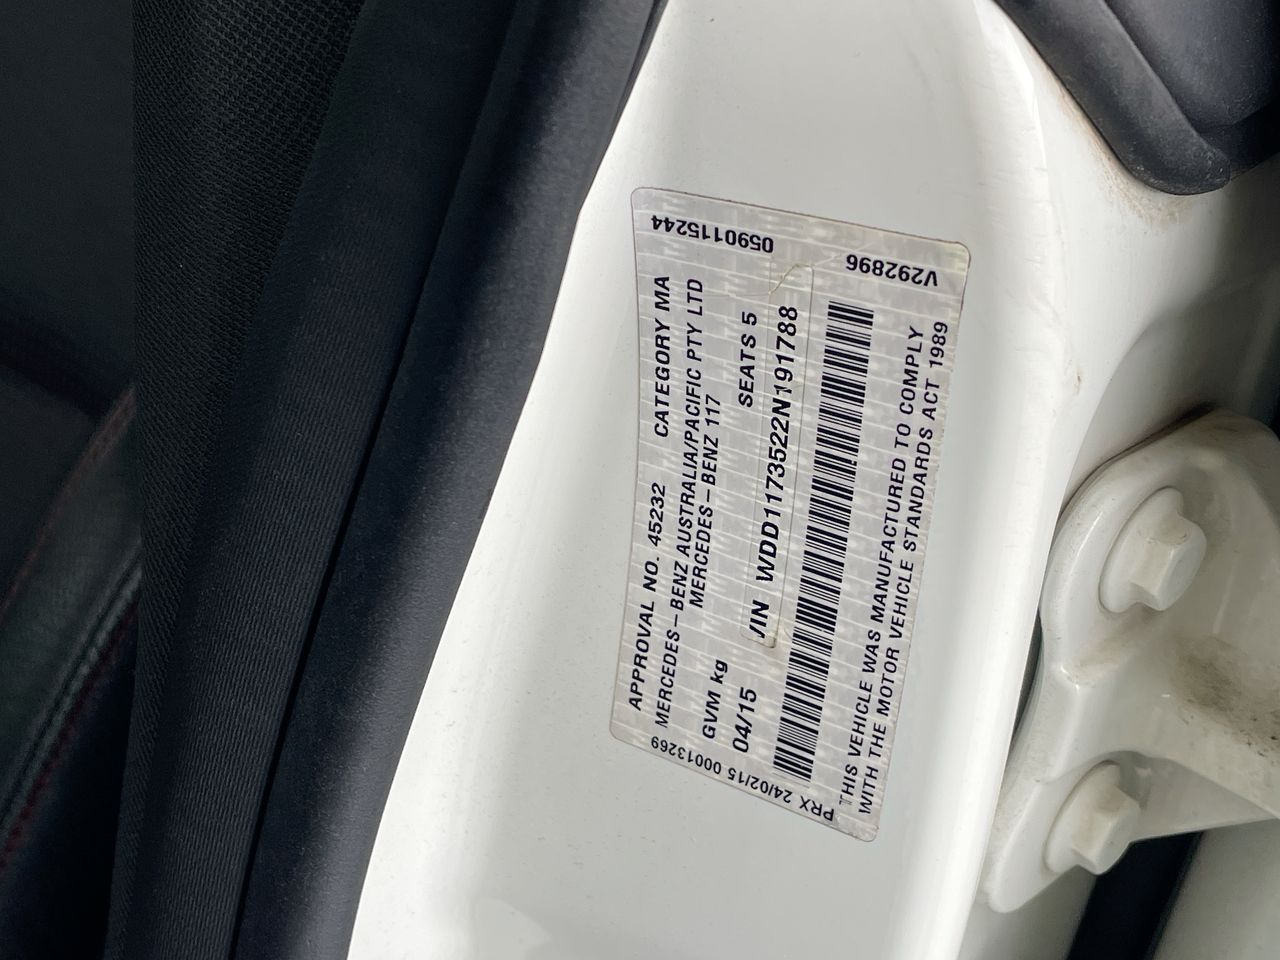 APPROVAL NO. 45232 CATEGORY MA
MERCEDES-BENZ AUSTRALIA/PACIFIC PTY LTD
MERCEDES-BENZ 117
GVM kg
04/15 SEATS 5
VIN WDD1173522N191788
THIS VEHICLE WAS MANUFACTURED TO COMPLY
WITH THE MOTOR VEHICLE STANDARDS ACT 1989
PRX 24/02/15 00013269
0590115244
V292896